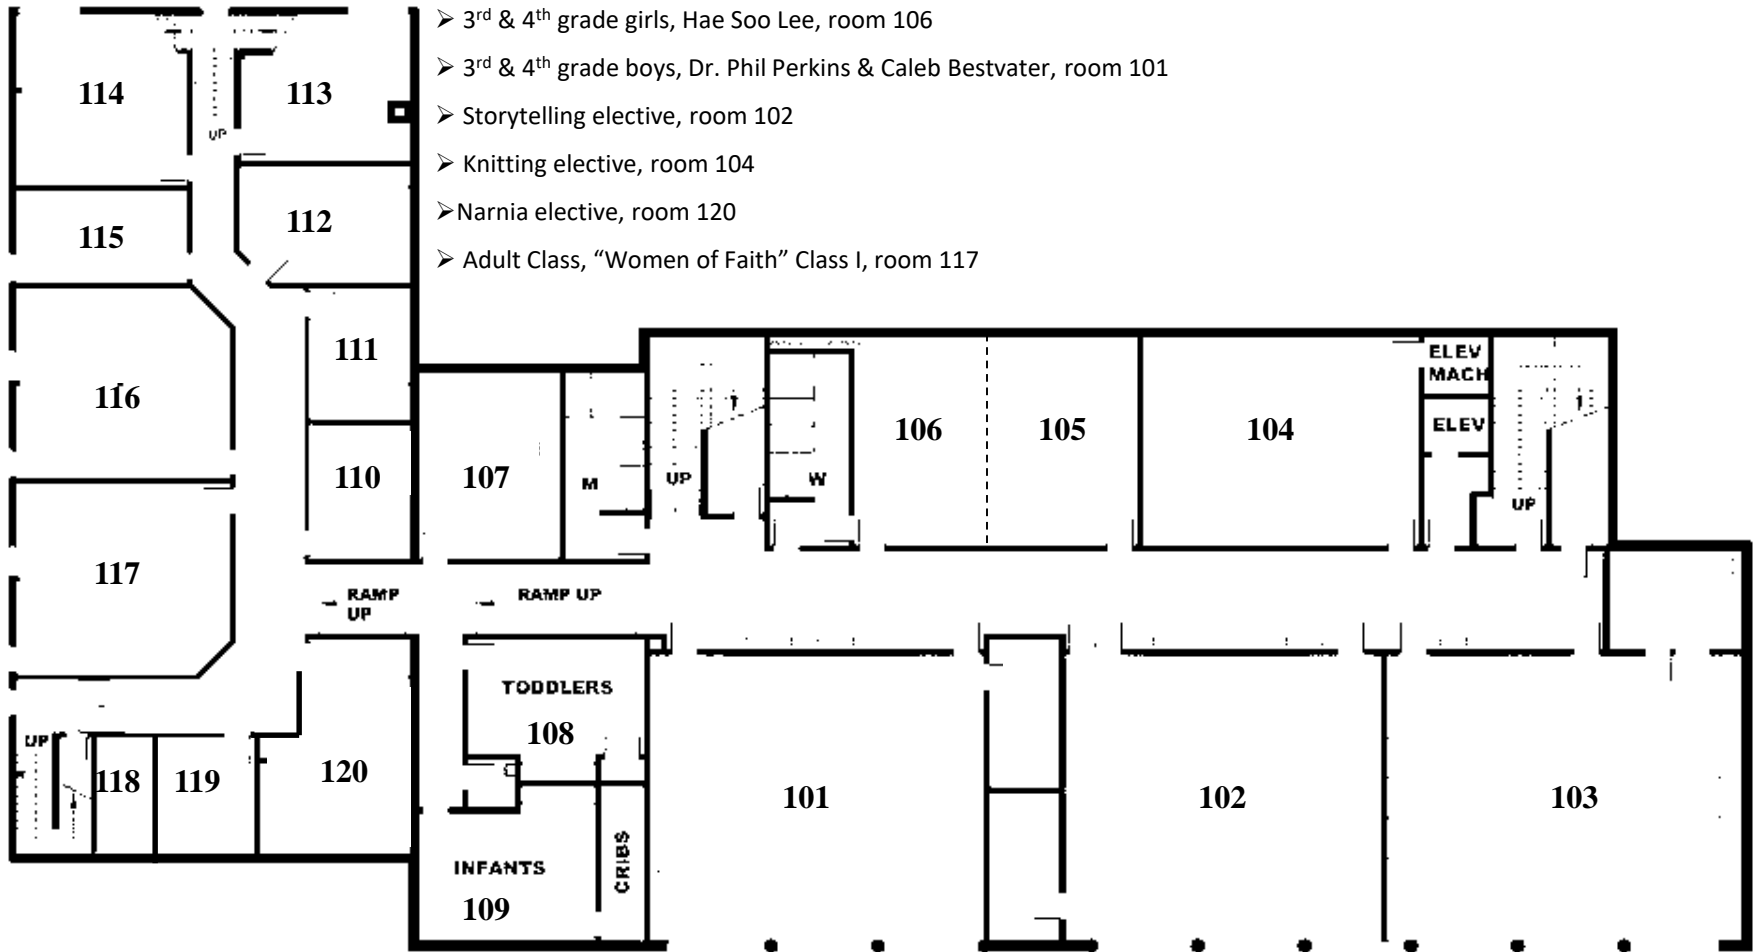 ➢ 3rd & 4th grade girls, Hae Soo Lee, room 106
➢ 3rd & 4th grade boys, Dr. Phil Perkins & Caleb Bestvater, room 101
➢ Storytelling elective, room 102
➢ Knitting elective, room 104
➢Narnia elective, room 120
➢ Adult Class, “Women of Faith” Class I, room 117
114
113
UP
115
112
116
111
110
107
M
UP
W
106
105
104
ELEV
MACH
ELEV
UP
117
RAMP
UP
RAMP UP
TODDLERS
108
UP
118
119
120
101
102
103
INFANTS
109
CRIBS